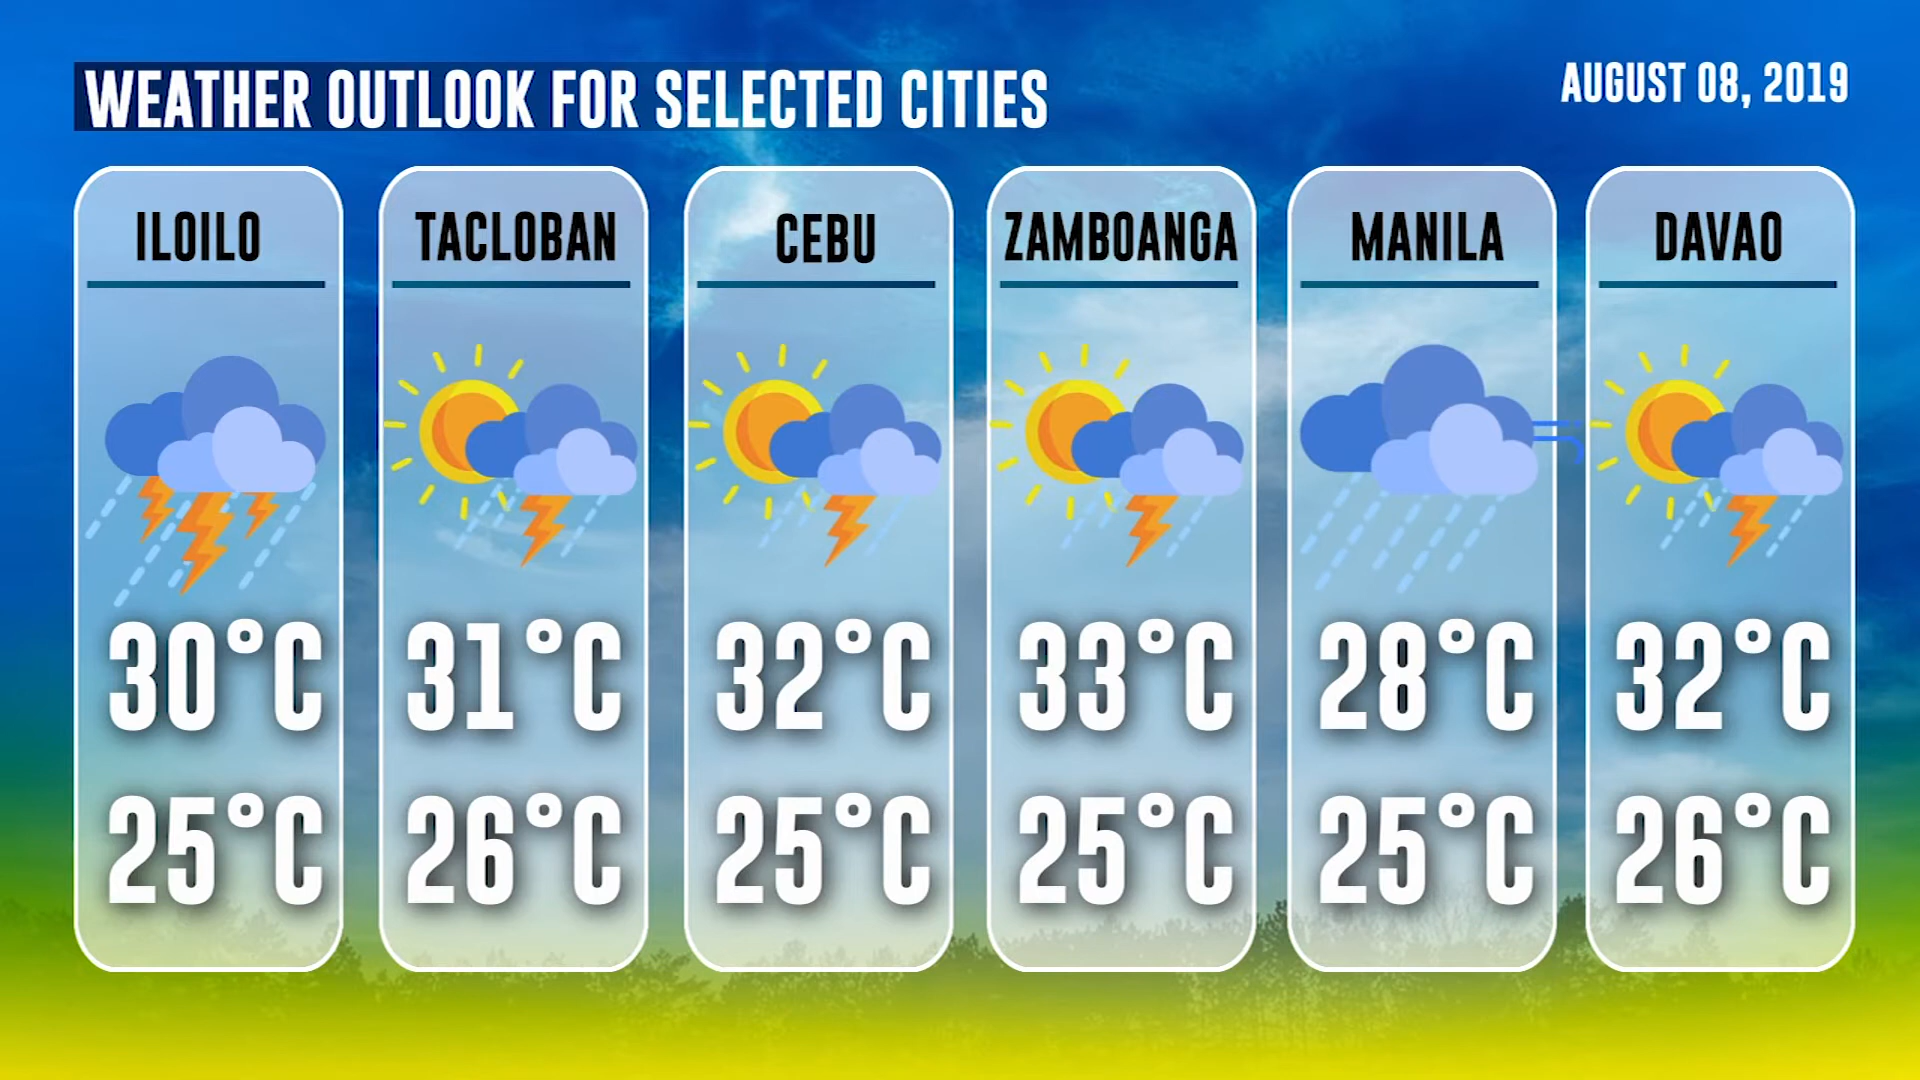 WEATHER OUTLOOK FOR SELECTED CITIES
AUGUST 08, 2019
ILOILO
30°C
25°C
TACLOBAN
31°C
26°C
CEBU
32°C
25°C
ZAMBOANGA
33°C
25°C
MANILA
28°C
25°C
DAVAO
32°C
26°C